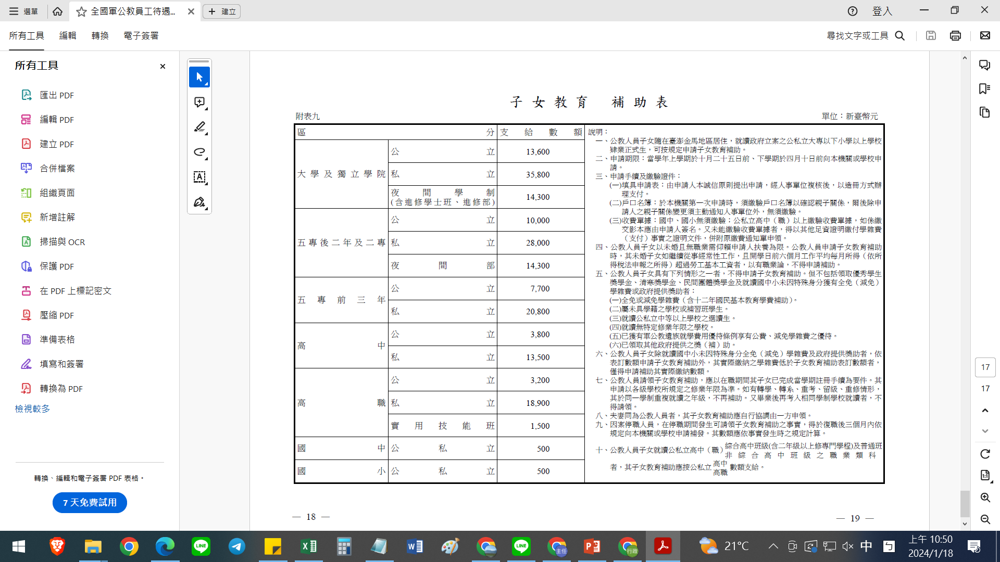 選單
全國軍公教員工待遇...
建立
登入
所有工具
編輯
轉換
電子簽署
尋找文字或工具
所有工具
匯出 PDF
編輯 PDF
建立 PDF
合併檔案
組織頁面
新增註解
掃描與 OCR
保護 PDF
在 PDF 上標記密文
壓縮 PDF
準備表格
填寫和簽署
轉換為 PDF
檢視較多
轉換、編輯和電子簽署 PDF 表格。
7 天免費試用
子女教育 補助表
附表九
單位：新臺幣元
區分 支給數額
大學及獨立學院
公立 13,600
私立 35,800
夜間學制
(含進修學士班、進修部) 14,300
五專後二年及二專
公立 10,000
私立 28,000
夜間部 14,300
五專前三年
公立 7,700
私立 20,800
高中
公立 3,800
私立 13,500
高職
公立 3,200
私立 18,900
實用技能班 1,500
國中 公私立 500
國小 公私立 500
說明：
一、公教人員子女隨在臺澎金馬地區居住，就讀政府立案之公私立大專以下小學以上學校
肄業正式生，可按規定申請子女教育補助。
二、申請期限：當學年上學期於十月二十五日前、下學期於四月十日前向本機關或學校申
請。
三、申請手續及繳驗證件：
(一)填具申請表：由申請人本誠信原則提出申請，經人事單位複核後，以造冊方式辦
理支付。
(二)戶口名簿：於本機關第一次申請時，須繳驗戶口名簿以確認親子關係，爾後除申
請人之親子關係變更須主動通知人事單位外，無須繳驗。
(三)收費單據：國中、國小無須繳驗；公私立高中（職）以上繳驗收費單據，如係繳
交影本應由申請人簽名。又未能繳驗收費單據者，得以其他足資證明繳付學雜費
（支付）事實之證明文件，併附原繳費通知單申領。
四、公教人員子女以未婚且無職業需仰賴申請人扶養為限。公教人員申請子女教育補助
時，其未婚子女如繼續從事經常性工作，且開學日前六個月工作平均每月所得（依所
得稅法申報之所得）超過勞工基本工資者，以有職業論，不得申請補助。
五、公教人員子女具有下列情形之一者，不得申請子女教育補助。但不包括領取優秀學生
獎學金、清寒獎學金、民間團體獎學金及就讀國中小未因特殊身分獲有全免（減免）
學雜費或政府提供獎助者：
(一)全免或減免學雜費（含十二年國民基本教育學費補助）。
(二)屬未具學籍之學校或補習班學生。
(三)就讀公私立中等以上學校之選讀生。
(四)就讀無特定修業年限之學校。
(五)已獲有軍公教遺族就學費用優待條例享有公費、減免學雜費之優待。
(六)已領取其他政府提供之獎（補）助。
六、公教人員子女除就讀國中小未因特殊身分全免（減免）學雜費及政府提供獎助者，依
表訂數額申請子女教育補助外，其實際繳納之學雜費低於子女教育補助表訂數額者，
僅得申請補助其實際繳納數額。
七、公教人員請領子女教育補助，應以在職期間其子女已完成當學期註冊手續為要件。其
申請以各級學校所規定之修業年限為準。如有轉學、轉系、重考、留級、重修情形，
其於同一學制重複就讀之年級，不再補助。又畢業後再考入相同學制學校就讀者，不
得請領。
八、夫妻同為公教人員者，其子女教育補助應自行協調由一方申領。
九、因案停職人員，在停職期間發生可請領子女教育補助之事實，得於復職後三個月內依
規定向本機關或學校申請補發。其數額應依事實發生時之規定計算。
十、公教人員子女就讀公私立高中（職）綜合高中班級(含二年級以上修專門學程)及普通班
非綜合高中班級之職業類科
者，其子女教育補助應按公私立高中
高職數額支給。
— 18 —
— 19 —
17
17
21°C
中
ㄅ
上午 10:50
2024/1/18